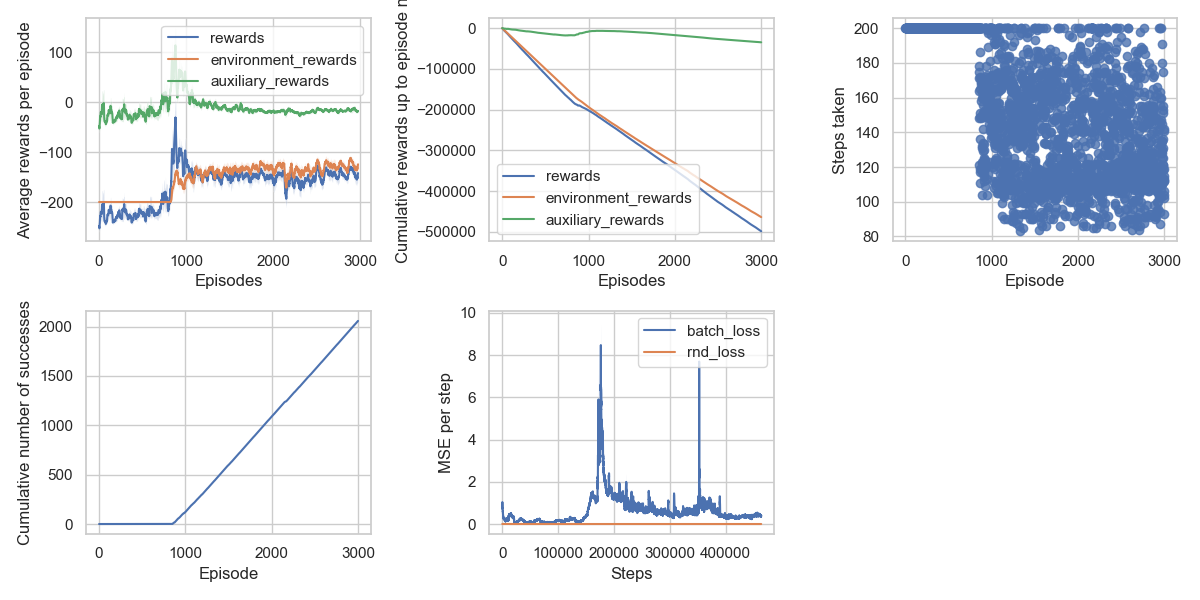 Average rewards per episode
100
0
−100
−200
rewards
environment_rewards
auxiliary_rewards
0
1000
2000
3000
Episodes
Cumulative rewards up to episode n
0
−100000
−200000
−300000
−400000
−500000
rewards
environment_rewards
auxiliary_rewards
0
1000
2000
3000
Episodes
Steps taken
200
180
160
140
120
100
80
0
1000
2000
3000
Episode
Cumulative number of successes
2000
1500
1000
500
0
0
1000
2000
3000
Episode
MSE per step
10
8
6
4
2
0
batch_loss
rnd_loss
0
100000
200000
300000
400000
Steps